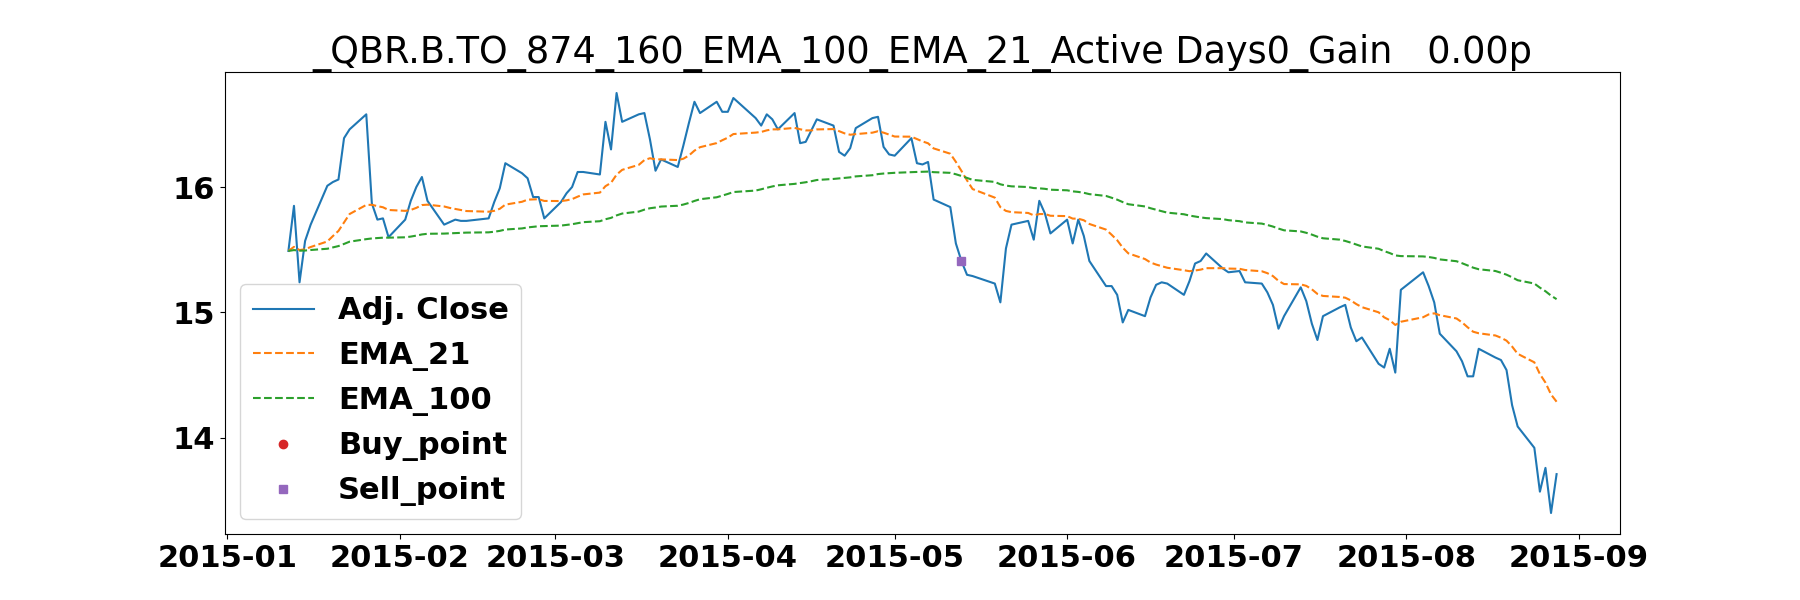 _QBR.B.TO_874_160_EMA_100_EMA_21_Active Days0_Gain   0.00p
16
15
14
Adj. Close
EMA_21
EMA_100
Buy_point
Sell_point
2015-01 2015-02 2015-03 2015-04 2015-05 2015-06 2015-07 2015-08 2015-09